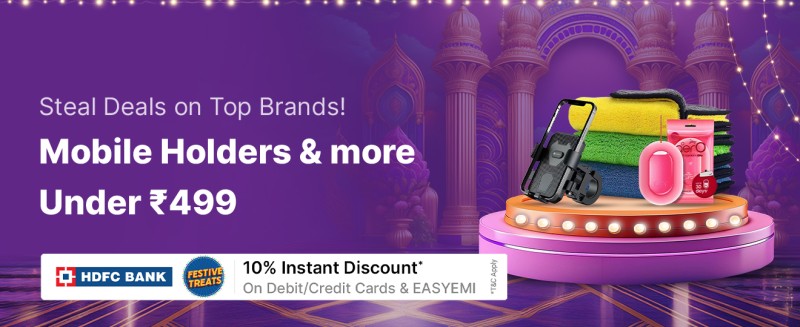 Steal Deals on Top Brands!
Mobile Holders & more
Under ₹499
HDFC BANK
FESTIVE
TREATS
10% Instant Discount*
On Debit/Credit Cards & EASYEMI
*T&C Apply